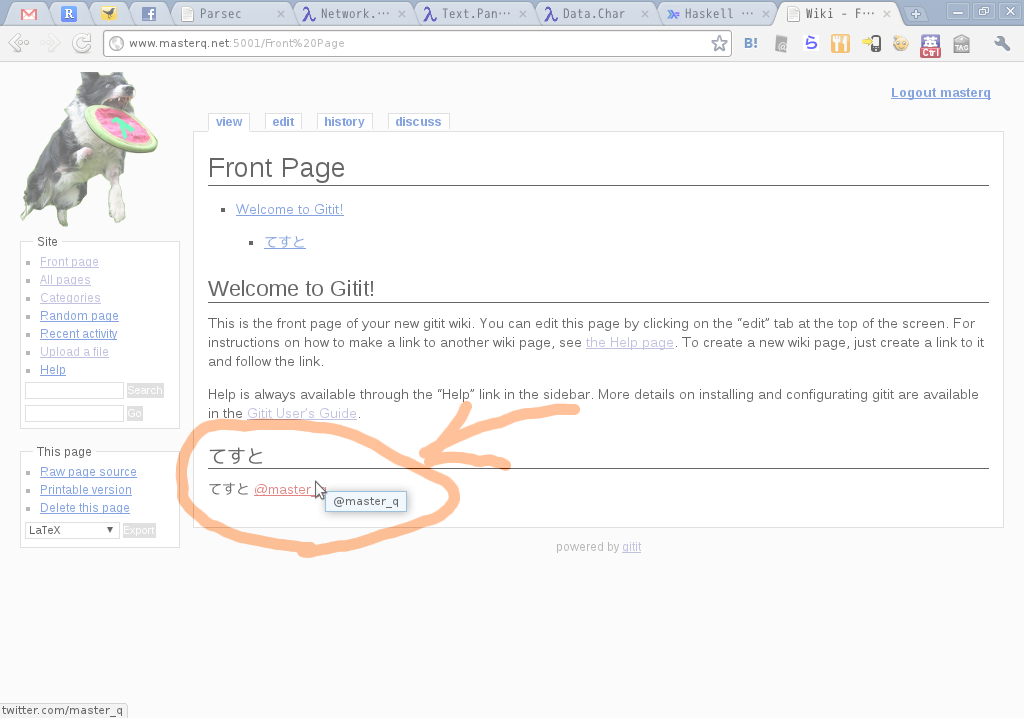 Parsec
Network....
Text.Pan...
Data.Char
Haskell ...
Wiki - F...
www.masterq.net:5001/Front%20Page
B!
ら
英
Ctrl
TAG
Logout masterq
view
edit
history
discuss
Front Page
Welcome to Gitit!
てすと
Site
Front page
All pages
Categories
Random page
Recent activity
Upload a file
Help
Search
Go
Welcome to Gitit!
This is the front page of your new gitit wiki. You can edit this page by clicking on the “edit” tab at the top of the screen. For
instructions on how to make a link to another wiki page, see the Help page. To create a new wiki page, just create a link to it
and follow the link.
Help is always available through the “Help” link in the sidebar. More details on installing and configurating gitit are available
in the Gitit User’s Guide.
てすと
てすと @master_q
@master_q
This page
Raw page source
Printable version
Delete this page
LaTeX
Export
powered by gitit
twitter.com/master_q